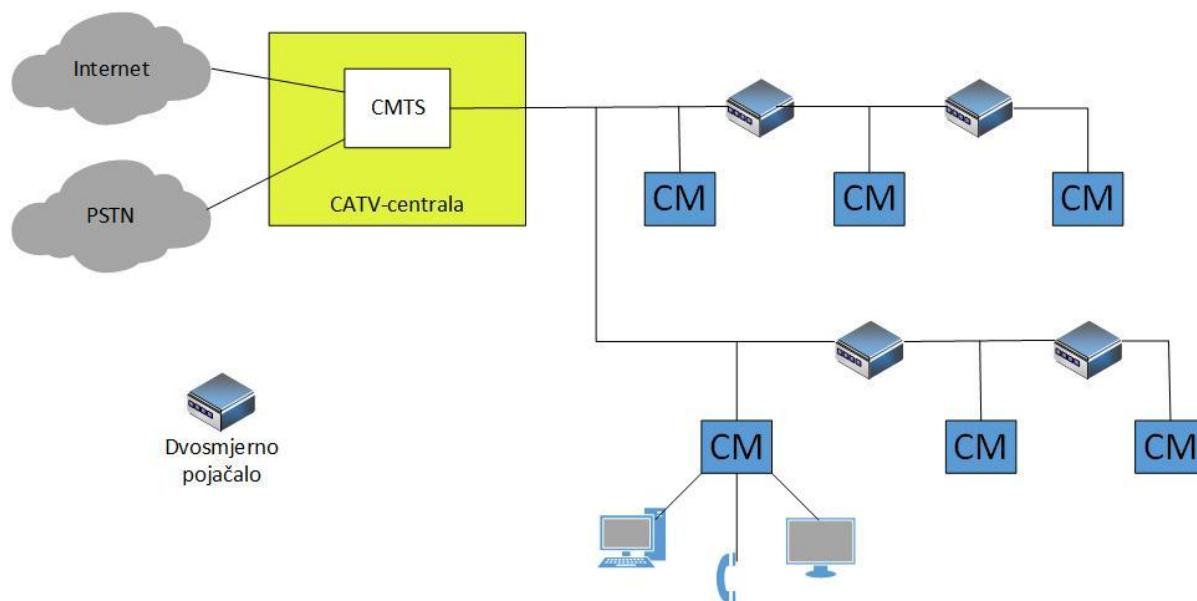 Internet
CMTS
PSTN
CATV-centrala
CM
CM
CM
Dvosmjerno
pojačalo
CM
CM
CM